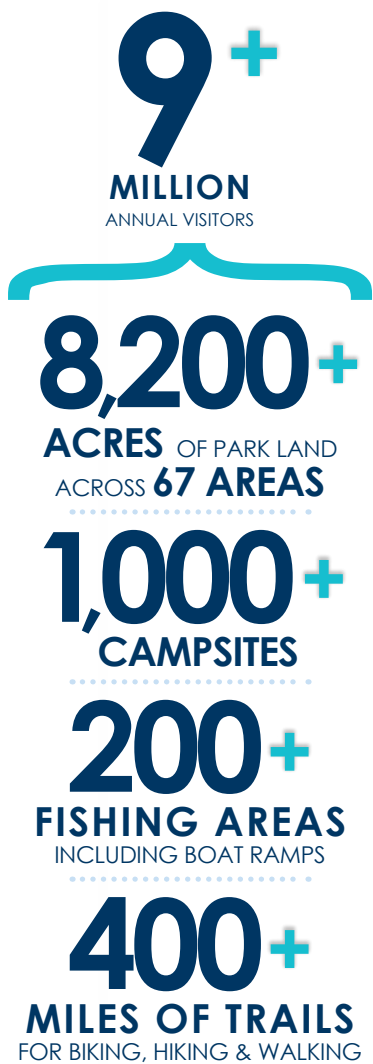 9+
MILLION
ANNUAL VISITORS
8,200+
ACRES OF PARK LAND
ACROSS 67 AREAS
1,000+
CAMPSITES
200+
FISHING AREAS
INCLUDING BOAT RAMPS
400+
MILES OF TRAILS
FOR BIKING, HIKING & WALKING